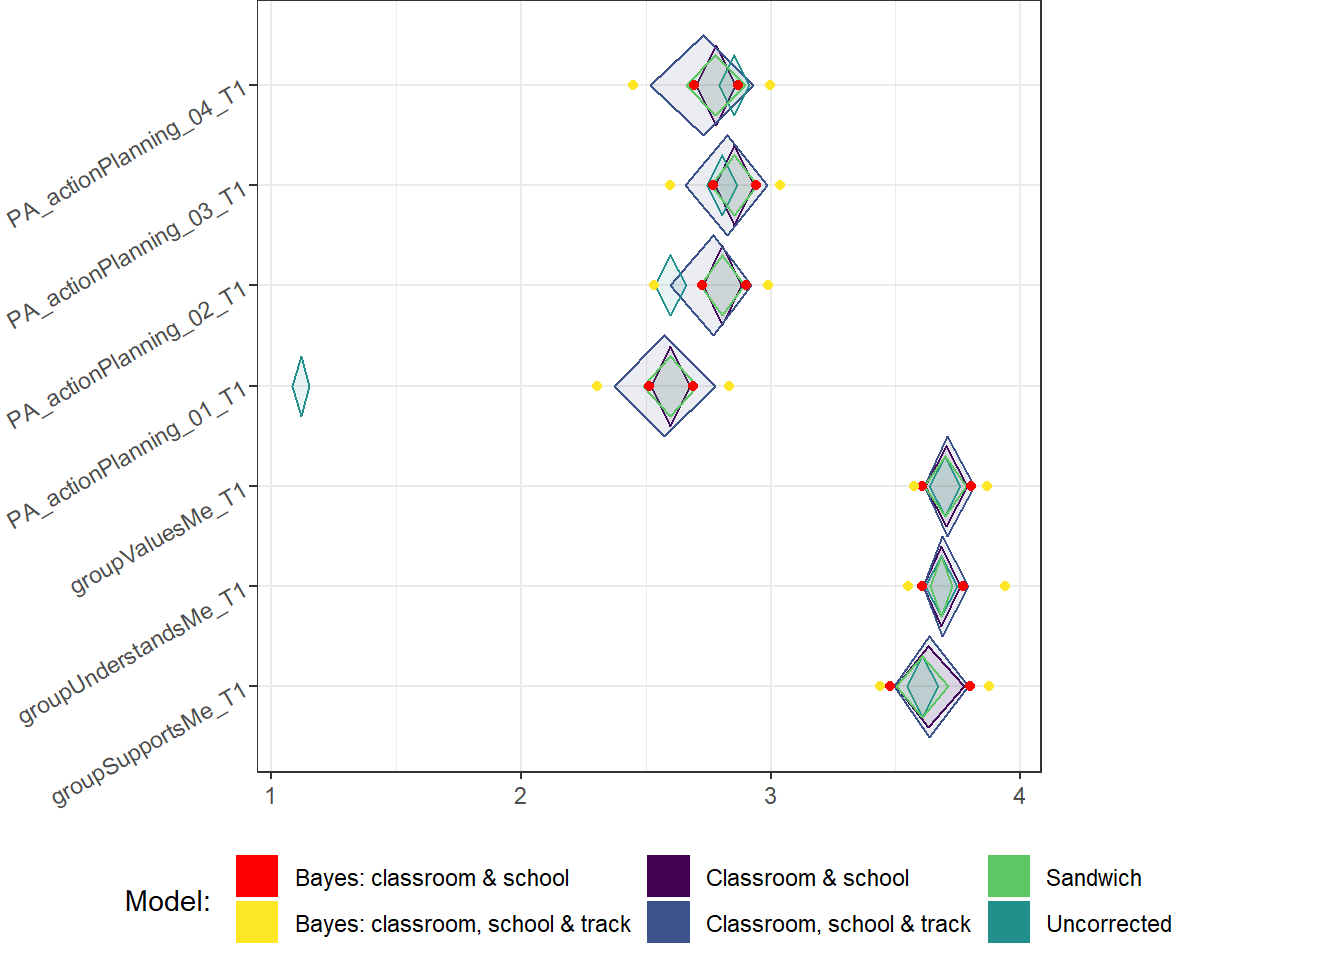 PA_actionPlanning_04_T1
PA_actionPlanning_03_T1
PA_actionPlanning_02_T1
PA_actionPlanning_01_T1
groupValuesMe_T1
groupUnderstandsMe_T1
groupSupportsMe_T1
1 2 3 4
Model:
Bayes: classroom & school
Bayes: classroom, school & track
Classroom & school
Classroom, school & track
Sandwich
Uncorrected